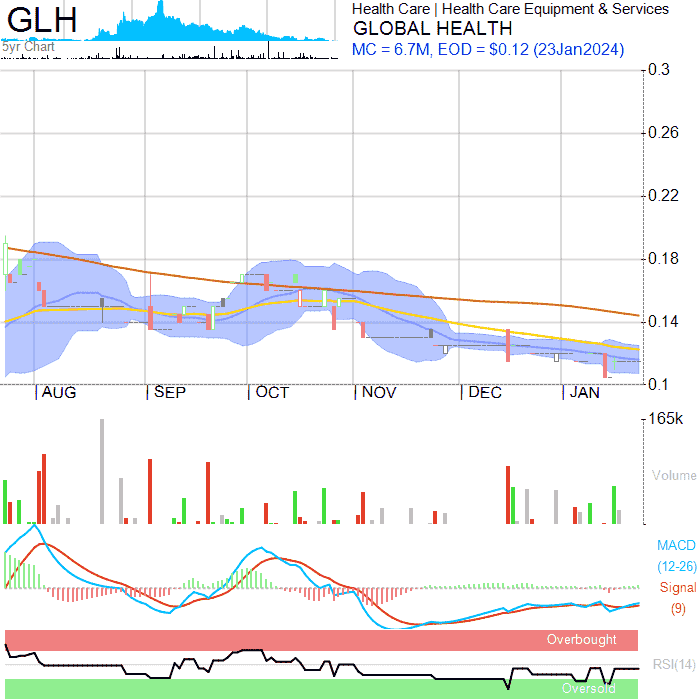 GLH
5yr Chart
Health Care | Health Care Equipment & Services
GLOBAL HEALTH
MC = 6.7M, EOD = $0.12 (23Jan2024)
0.3
0.26
0.22
0.18
0.14
0.1
AUG SEP OCT NOV DEC JAN
165k
Volume
MACD
(12-26)
Signal
(9)
Overbought
RSI(14)
Oversold